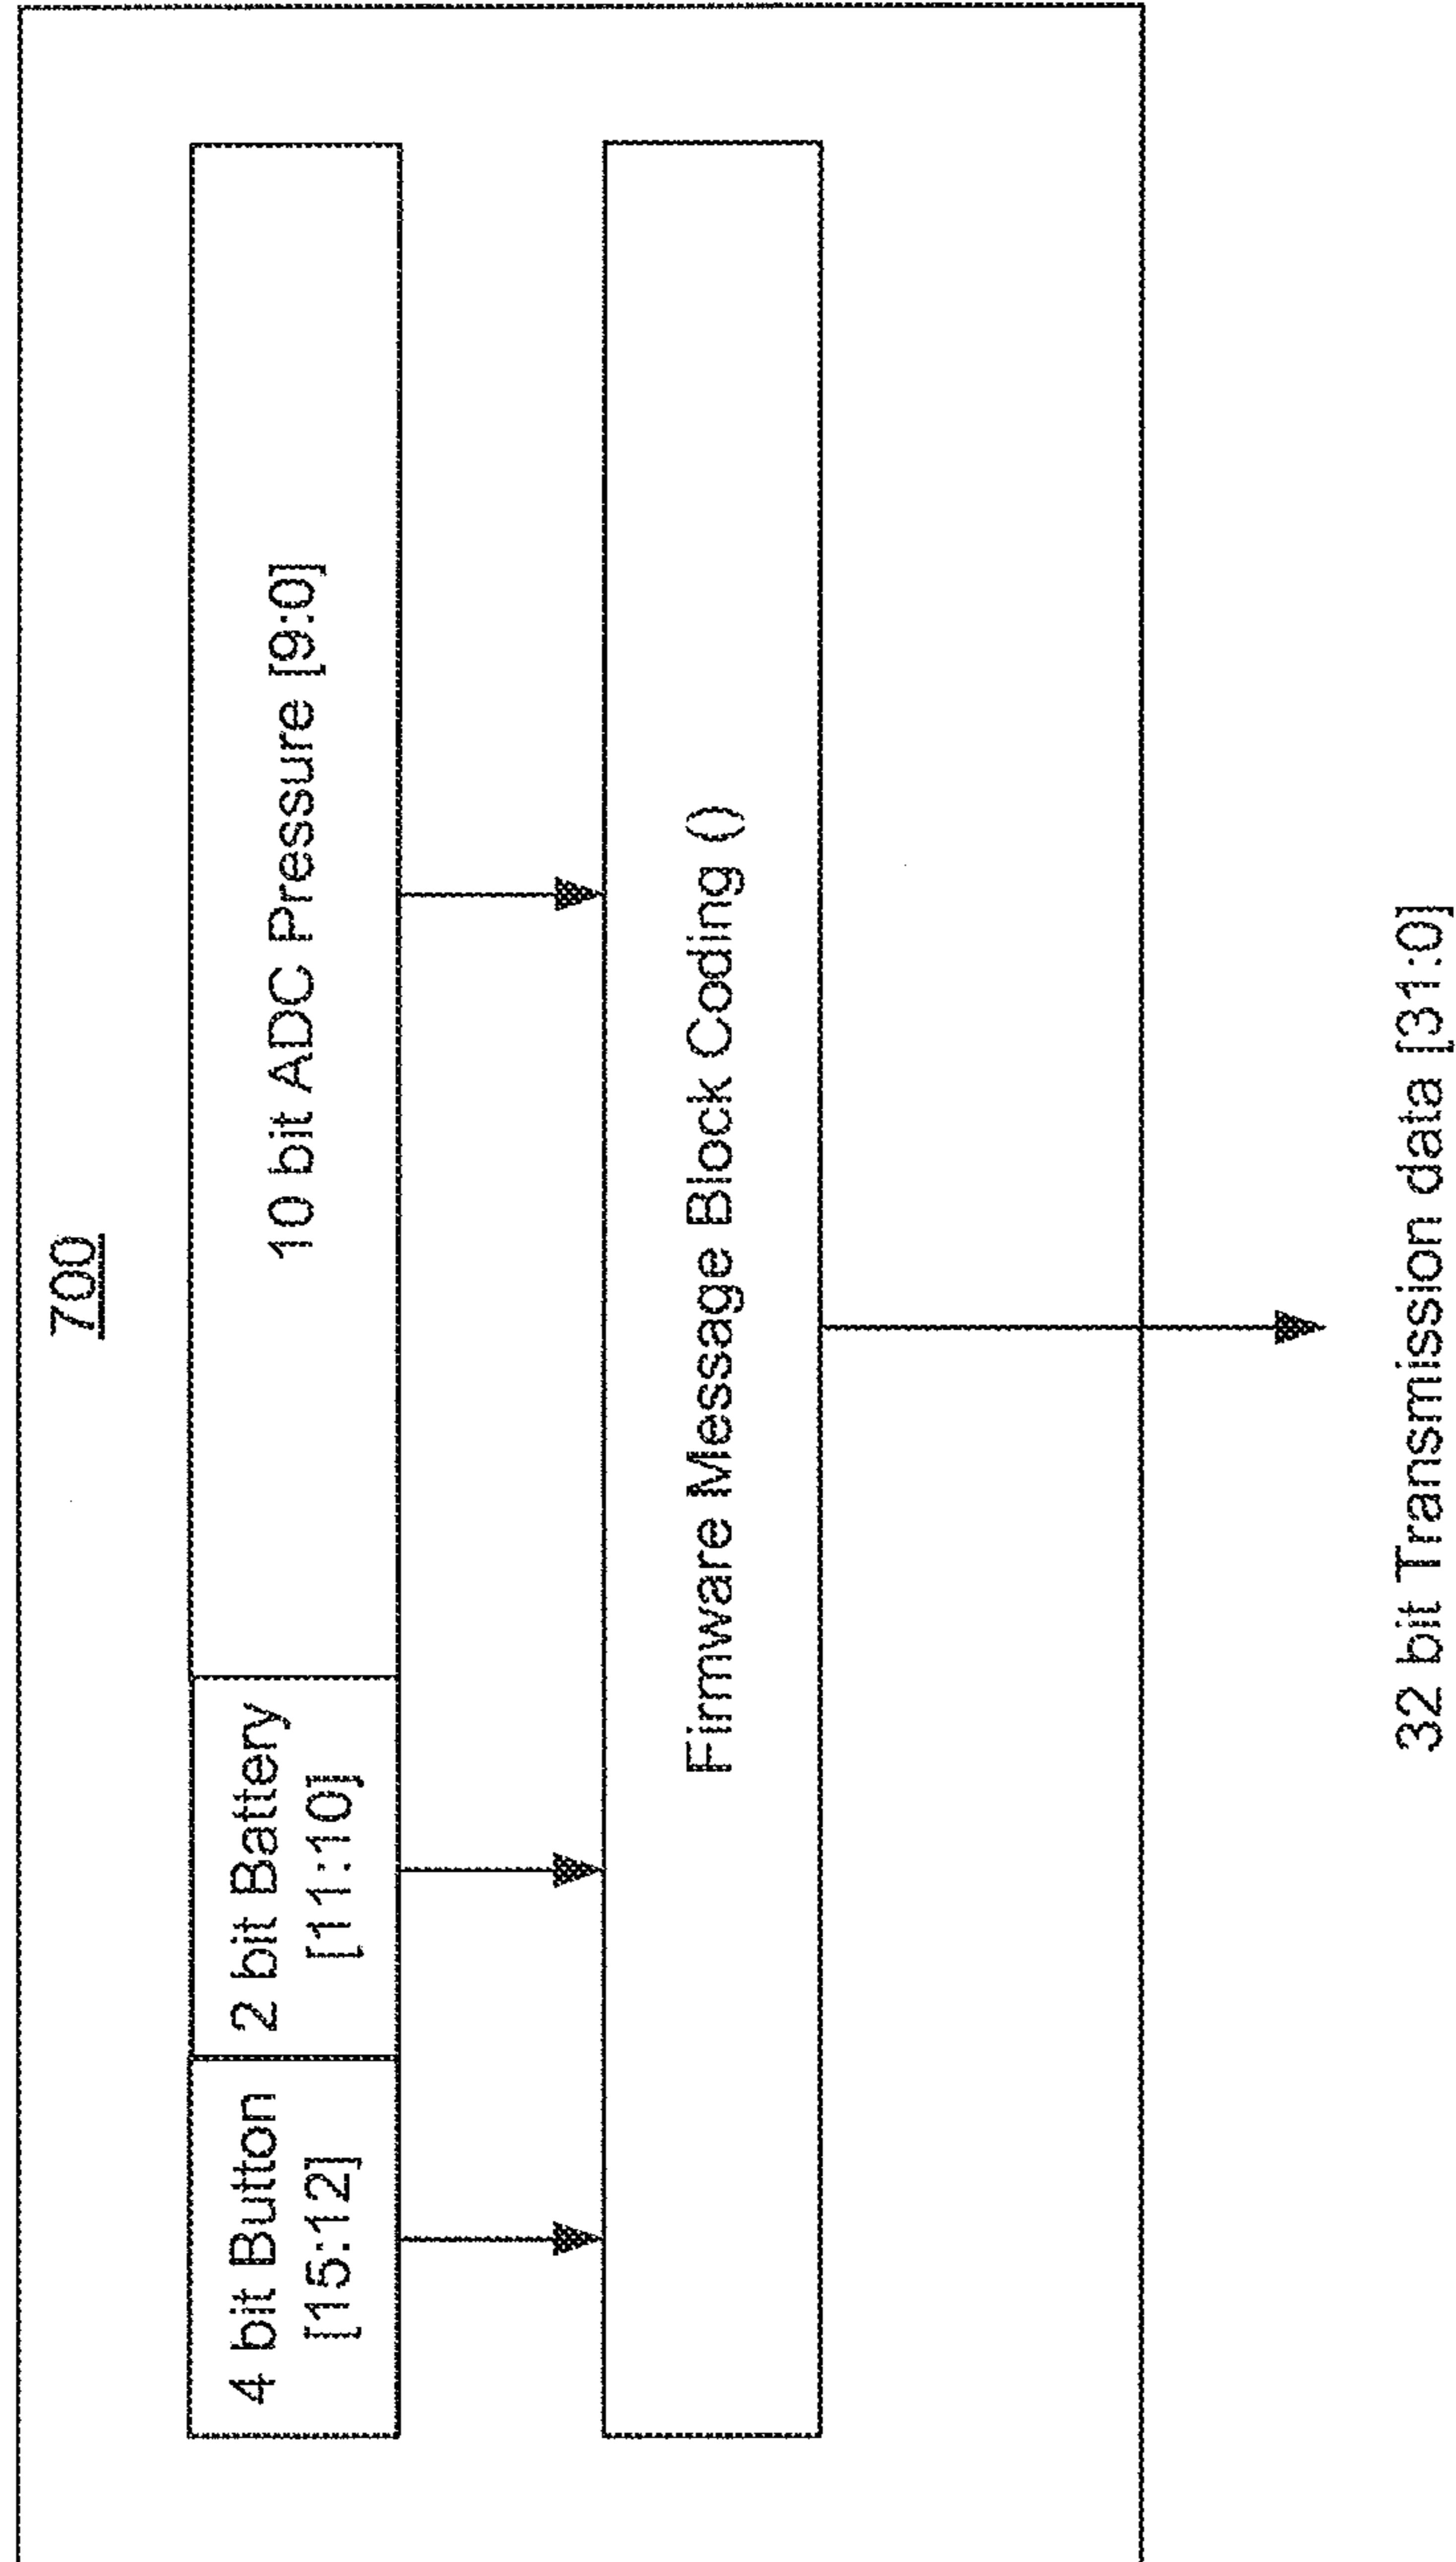 700
4 bit Button
[15:12]
2 bit Battery
[11:10]
10 bit ADC Pressure [9:0]
Firmware Message Block Coding ()
32 bit Transmission data [31:0]